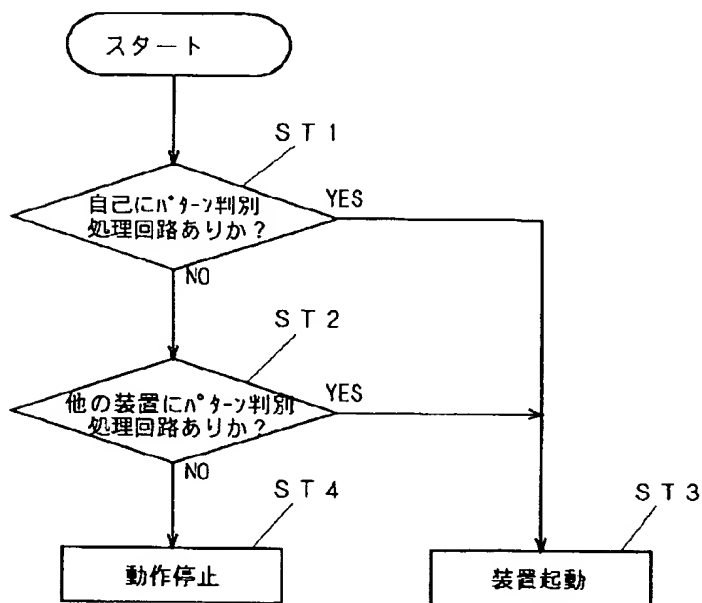 スタート
ST1
自己にパターン判別
処理回路ありか?
YES
NO
ST2
他の装置にパターン判別
処理回路ありか?
YES
NO
ST4
動作停止
ST3
装置起動